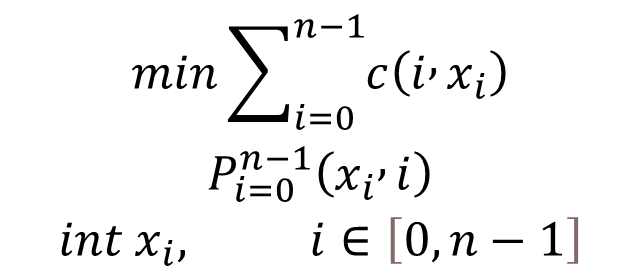 min ∑_{i=0}^{n−1} c(i, x_i)
P_{i=0}^{n−1}(x_i, i)
int x_i, i ∈ [0, n − 1]